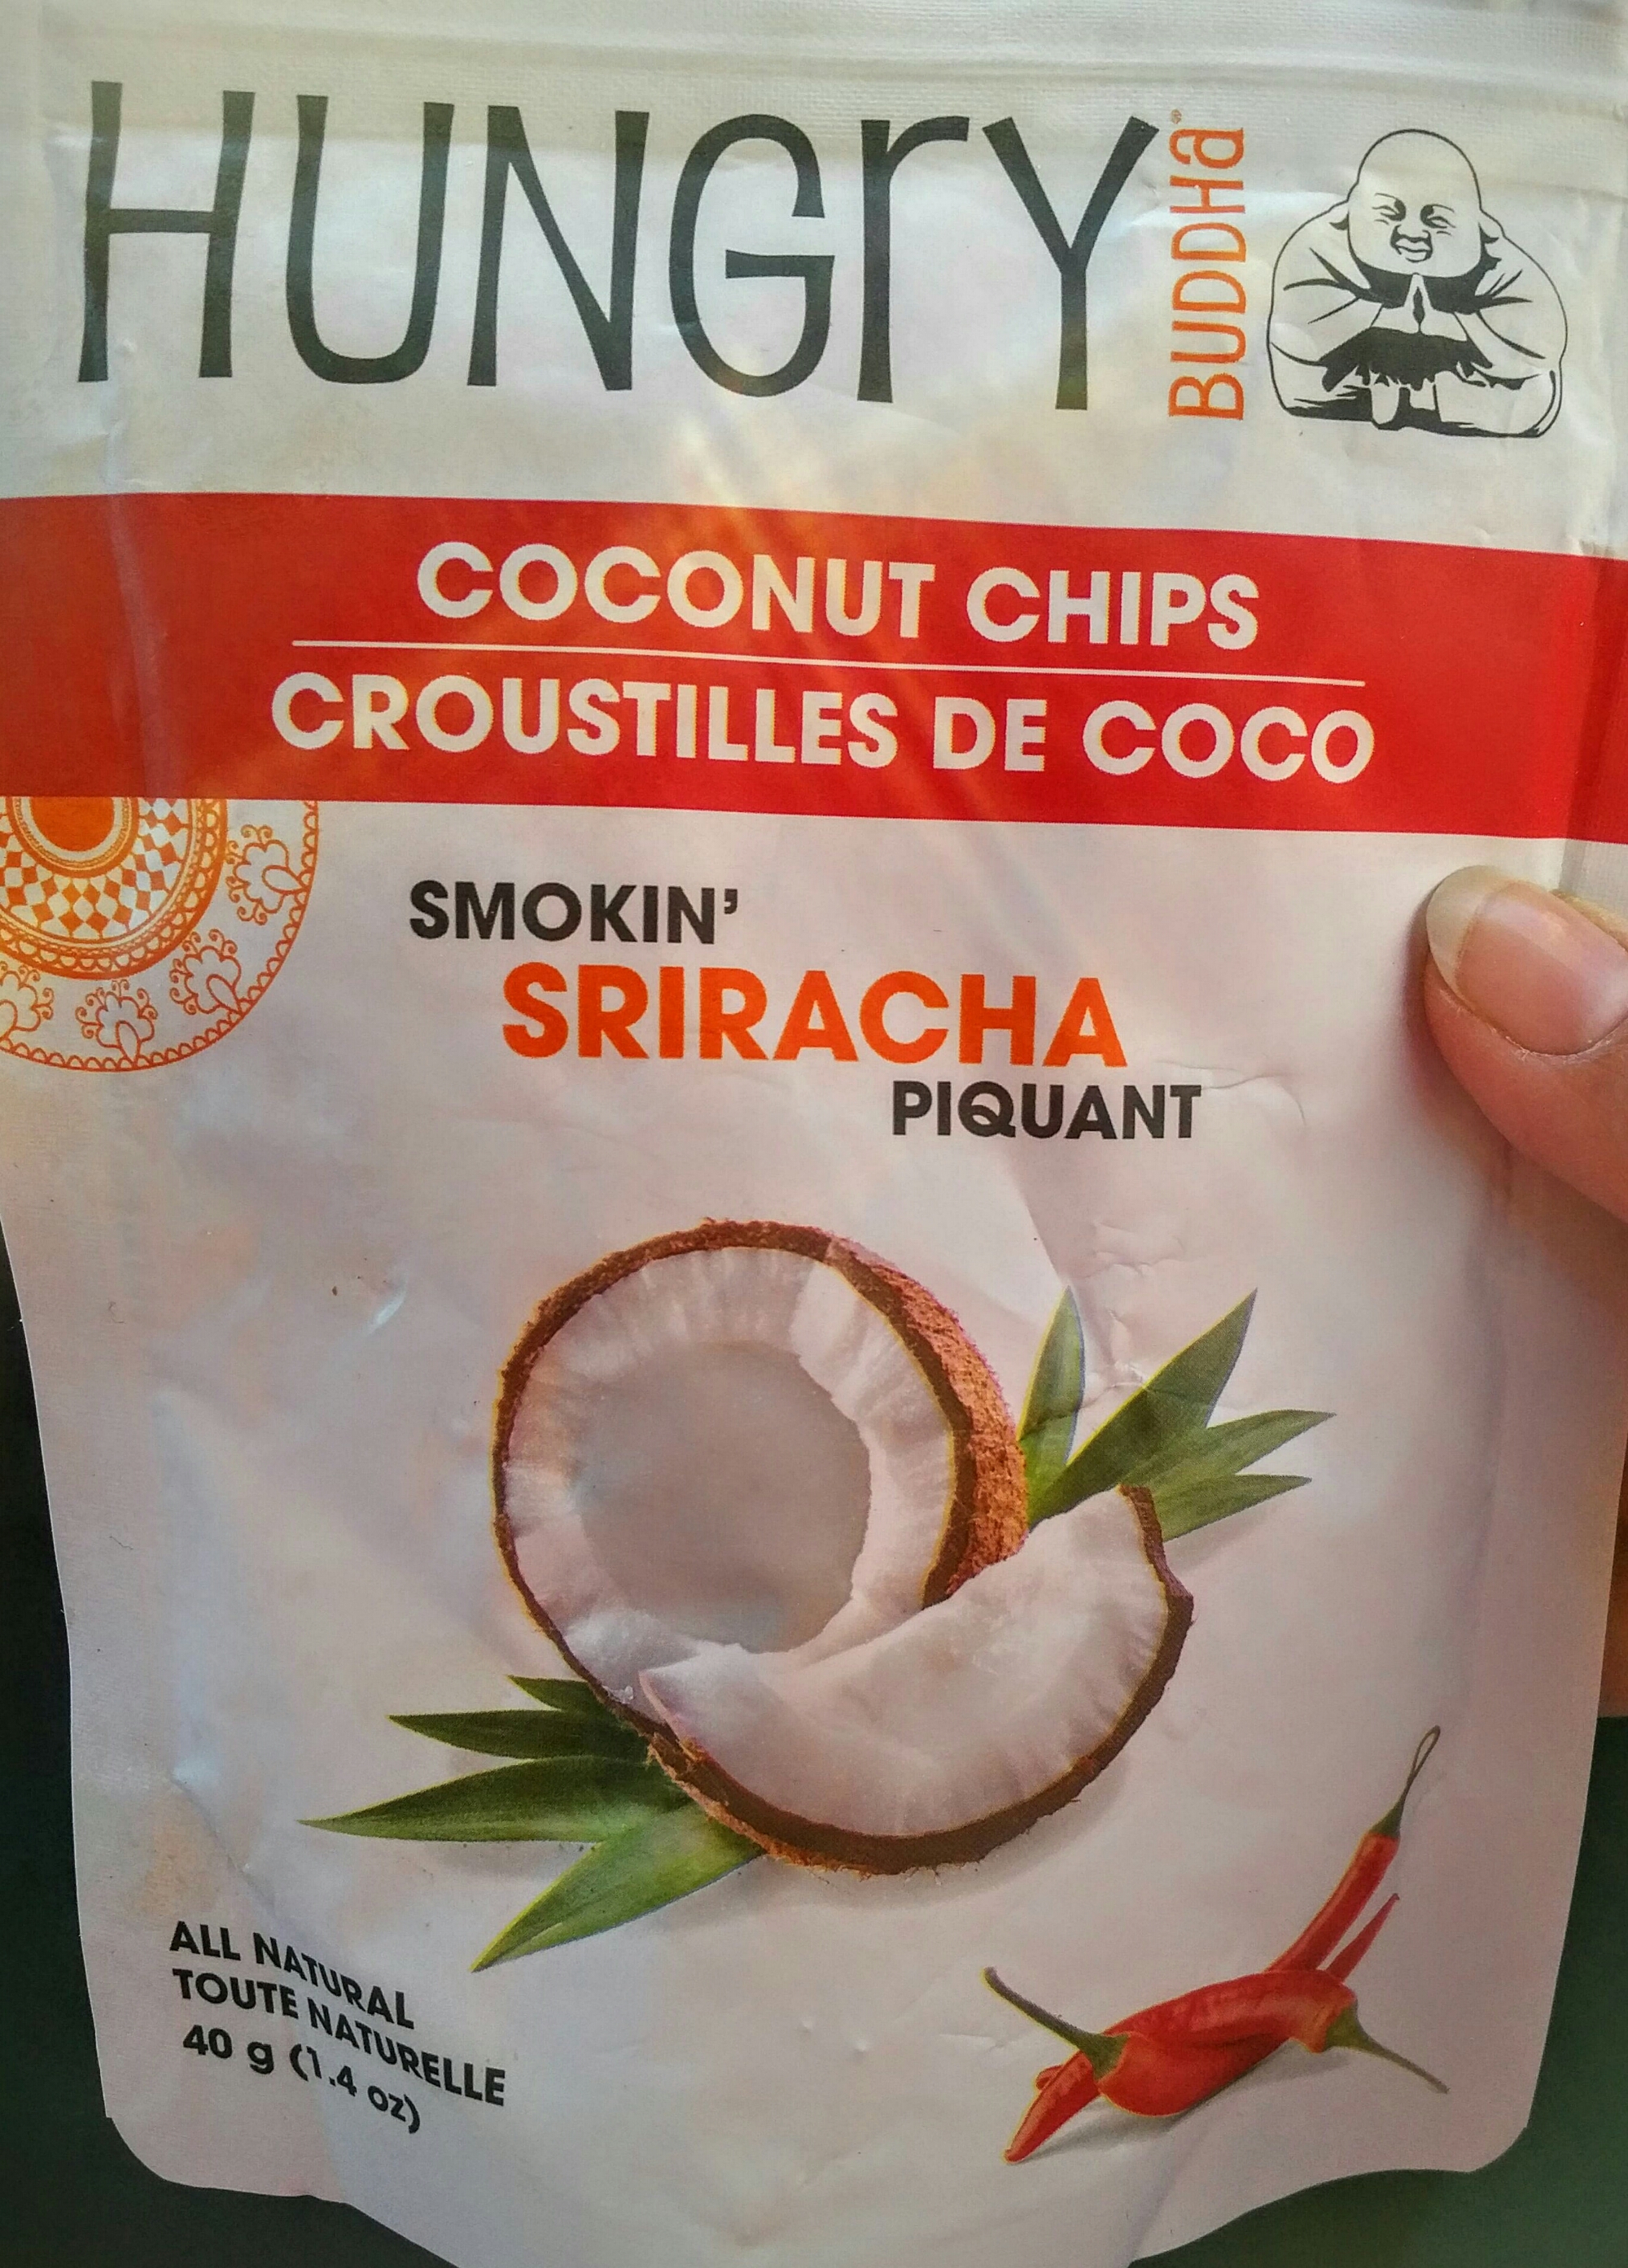 HUNGrY
BUDDHa®
COCONUT CHIPS
CROUSTILLES DE COCO
SMOKIN'
SRIRACHA
PIQUANT
ALL NATURAL
TOUTE NATURELLE
40 g (1.4 oz)